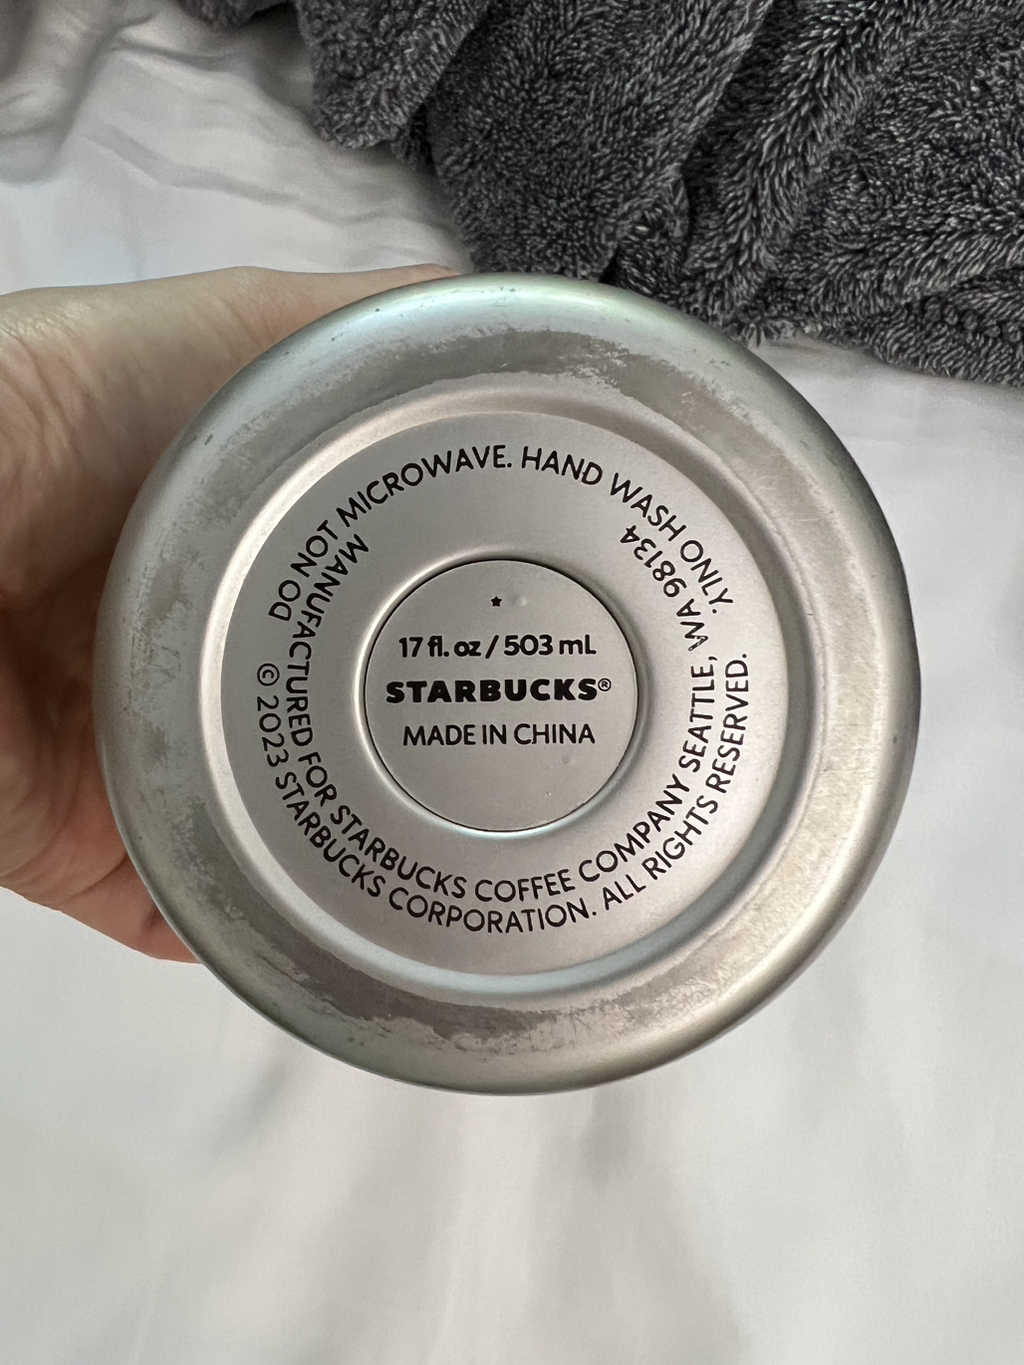 DO NOT MICROWAVE. HAND WASH ONLY.
MANUFACTURED FOR STARBUCKS COFFEE COMPANY SEATTLE, WA 98134
© 2023 STARBUCKS CORPORATION. ALL RIGHTS RESERVED.
17 fl. oz / 503 mL
STARBUCKS®
MADE IN CHINA